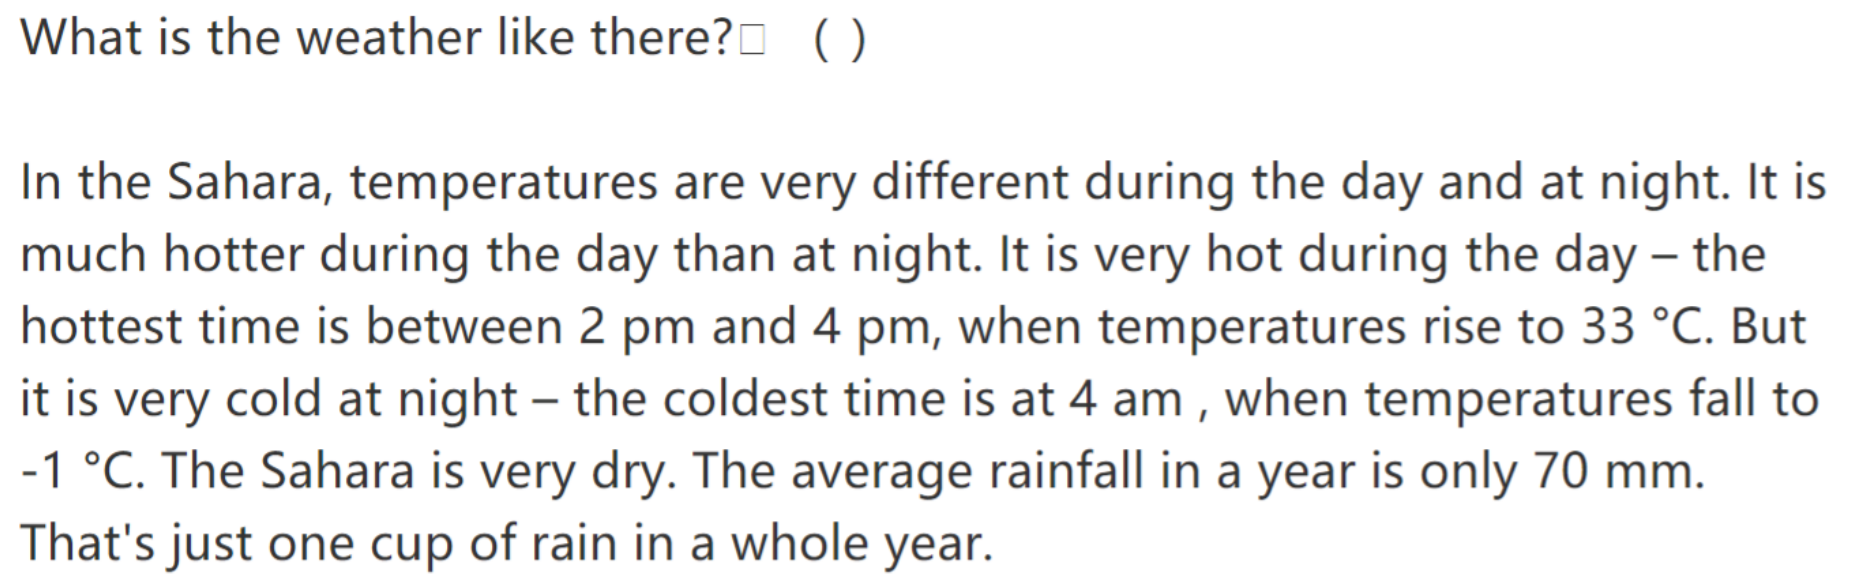 What is the weather like there?□ ( )
In the Sahara, temperatures are very different during the day and at night. It is
much hotter during the day than at night. It is very hot during the day – the
hottest time is between 2 pm and 4 pm, when temperatures rise to 33 °C. But
it is very cold at night – the coldest time is at 4 am , when temperatures fall to
-1 °C. The Sahara is very dry. The average rainfall in a year is only 70 mm.
That's just one cup of rain in a whole year.